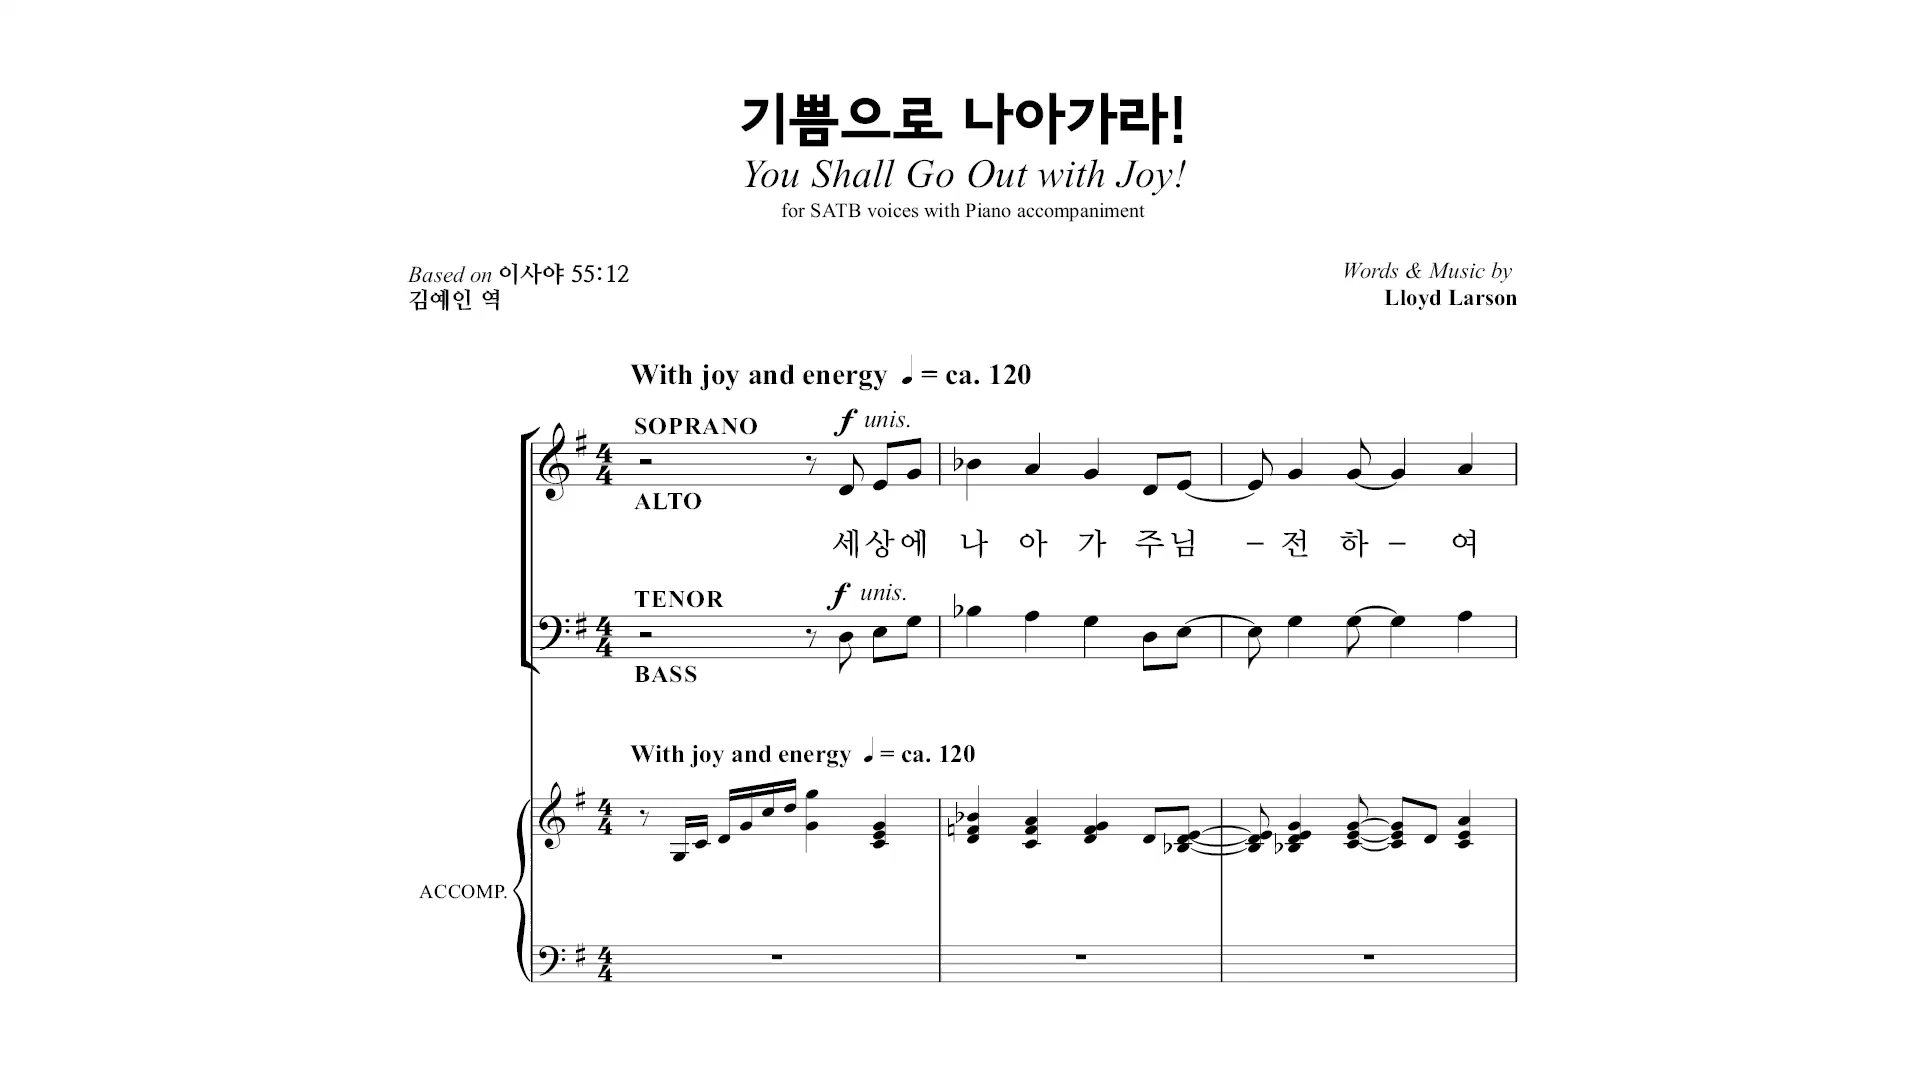 기쁨으로 나아가라!
You Shall Go Out with Joy!
for SATB voices with Piano accompaniment
Based on 이사야 55:12
김예인 역
Words & Music by
Lloyd Larson
With joy and energy ♩ = ca. 120
SOPRANO
f unis.
ALTO
세상에 나 아 가 주님 – 전 하 – 여
TENOR
f unis.
BASS
With joy and energy ♩ = ca. 120
ACCOMP.